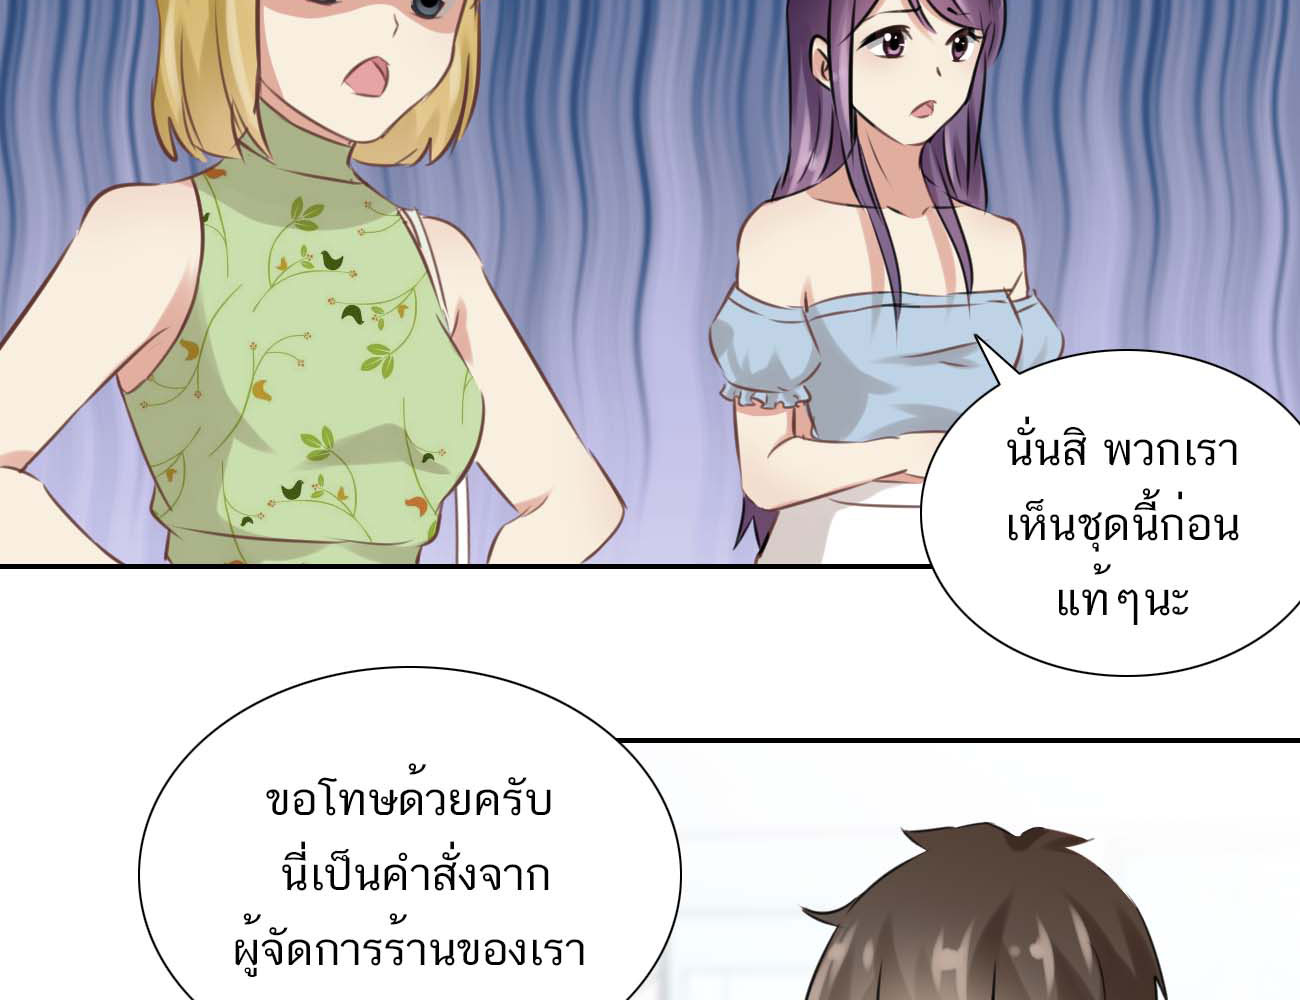 นั่นสิ พวกเรา
เห็นชุดนี้ก่อน
แท้ๆนะ
ขอโทษด้วยครับ
นี่เป็นคำสั่งจาก
ผู้จัดการร้านของเรา